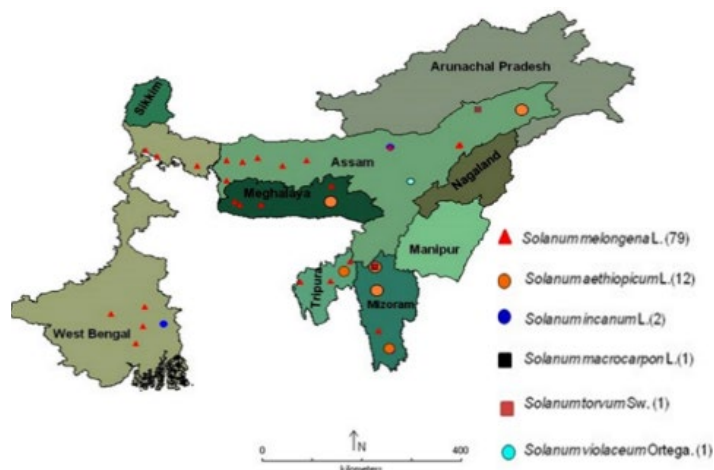 Arunachal Pradesh
Sikkim
Assam
Nagaland
Meghalaya
Manipur
Tripura
Mizoram
West Bengal
Solanum melongena L. (79)
Solanum aethiopicum L. (12)
Solanum incanum L. (2)
Solanum macrocarpon L. (1)
Solanum torvum Sw. (1)
Solanum violaceum Ortega. (1)
N
0 400
kilometers